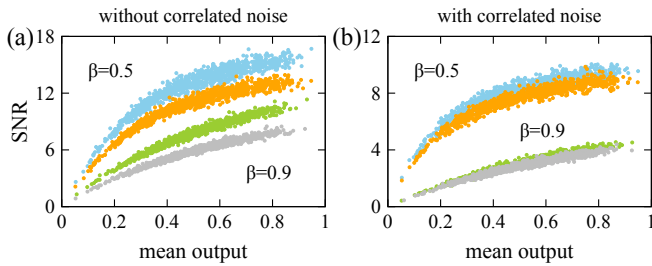 without correlated noise
with correlated noise
(a)
18
12
6
0
SNR
β=0.5
β=0.9
0
0.2
0.4
0.6
0.8
1
mean output
(b)
12
8
4
0
β=0.5
β=0.9
0
0.2
0.4
0.6
0.8
1
mean output